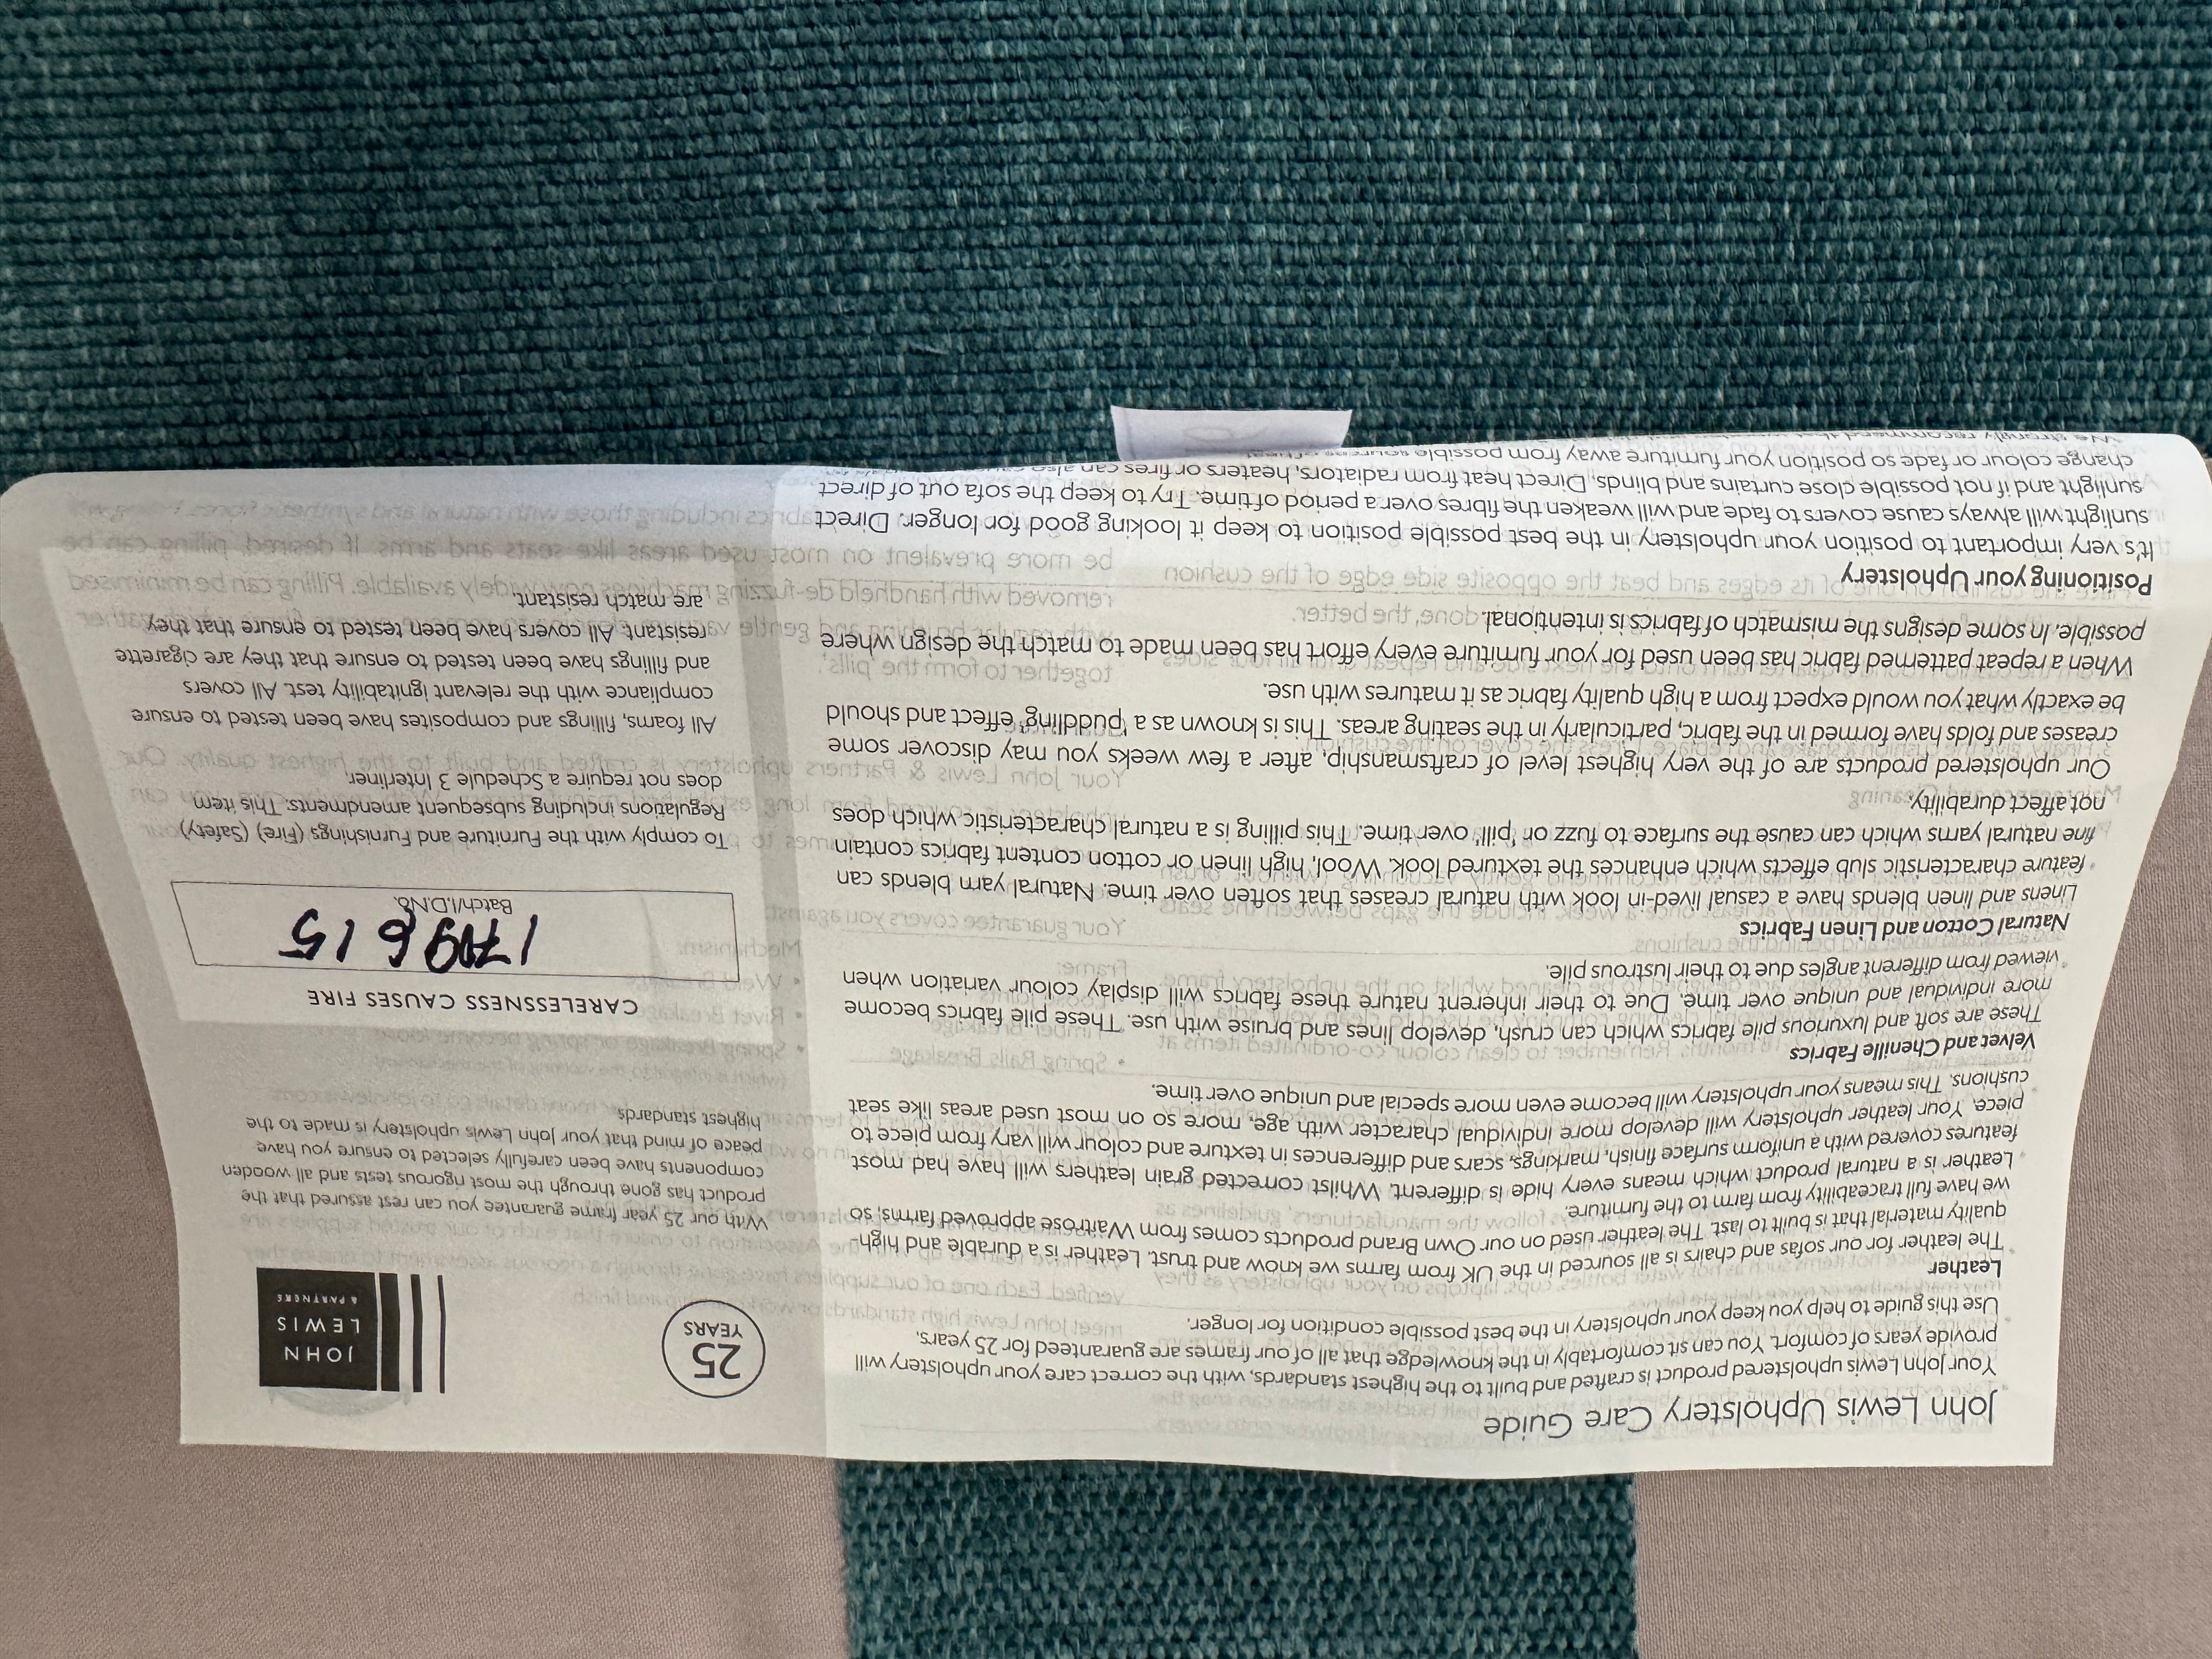 John Lewis Upholstery Care Guide
Your John Lewis upholstered product is crafted and built to the highest standards, with the correct care your upholstery will
provide years of comfort. You can sit comfortably in the knowledge that all of our frames are guaranteed for 25 years.
Use this guide to help you keep your upholstery in the best possible condition for longer.
Leather
The leather for our sofas and chairs is all sourced in the UK from farms we know and trust. Leather is a durable and high-
quality material that is built to last. The leather used on our Own Brand products comes from Waitrose approved farms, so
we have full traceability from farm to the furniture.
Leather is a natural product which means every hide is different. Whilst corrected grain leathers will have had most
features covered with a uniform surface finish, markings, scars and differences in texture and colour will vary from piece to
piece. Your leather upholstery will develop more individual character with age, more so on most used areas like seat
cushions. This means your upholstery will become even more special and unique over time.
Velvet and Chenille Fabrics
These are soft and luxurious pile fabrics which can crush, develop lines and bruise with use. These pile fabrics become
more individual and unique over time. Due to their inherent nature these fabrics will display colour variation when
viewed from different angles due to their lustrous pile.
Natural Cotton and Linen Fabrics
Linens and linen blends have a casual lived-in look with natural creases that soften over time. Natural yarn blends can
feature characteristic slub effects which enhances the textured look. Wool, high linen or cotton content fabrics contain
fine natural yarns which can cause the surface to fuzz or 'pill' over time. This pilling is a natural characteristic which does
not affect durability.
Our upholstered products are of the very highest level of craftsmanship, after a few weeks you may discover some
creases and folds have formed in the fabric, particularly in the seating areas. This is known as a 'puddling' effect and should
be exactly what you would expect from a high quality fabric as it matures with use.
When a repeat patterned fabric has been used for your furniture every effort has been made to match the design where
possible. In some designs the mismatch of fabrics is intentional.
Positioning your Upholstery
It's very important to position your upholstery in the best possible position to keep it looking good for longer. Direct
sunlight will always cause covers to fade and will weaken the fibres over a period of time. Try to keep the sofa out of direct
sunlight and if not possible close curtains and blinds. Direct heat from radiators, heaters or fires can also
change colour or fade so position your furniture away from possible
We strongly recommend that
25
YEARS
JOHN
LEWIS
& PARTNERS
With our 25 year frame guarantee you can rest assured that the
product has gone through the most rigorous tests and all wooden
components have been carefully selected to ensure you have
peace of mind that your John Lewis upholstery is made to the
highest standards.
CARELESSNESS CAUSES FIRE
Batch/I.D.No.
To comply with the Furniture and Furnishings (Fire) (Safety)
Regulations including subsequent amendments: This item
does not require a Schedule 3 Interliner.
All foams, fillings and composites have been tested to ensure
compliance with the relevant ignitability test. All covers
and fillings have been tested to ensure that they are cigarette
resistant. All covers have been tested to ensure that they
are match resistant.